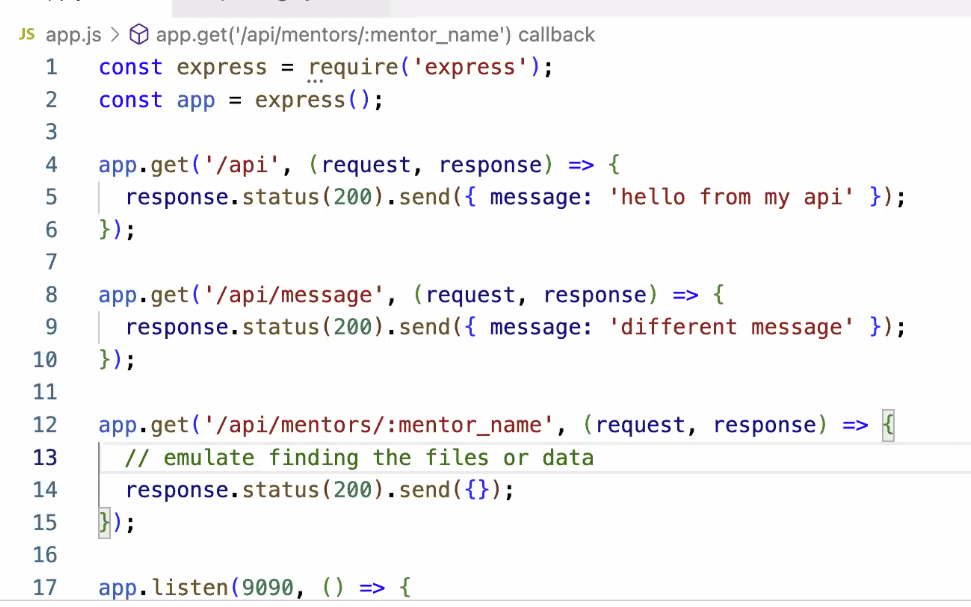 JS app.js > app.get('/api/mentors/:mentor_name') callback
1 const express = require('express');
2 const app = express();
3
4 app.get('/api', (request, response) => {
5 response.status(200).send({ message: 'hello from my api' });
6 });
7
8 app.get('/api/message', (request, response) => {
9 response.status(200).send({ message: 'different message' });
10 });
11
12 app.get('/api/mentors/:mentor_name', (request, response) => {
13 // emulate finding the files or data
14 response.status(200).send({});
15 });
16
17 app.listen(9090, () => {